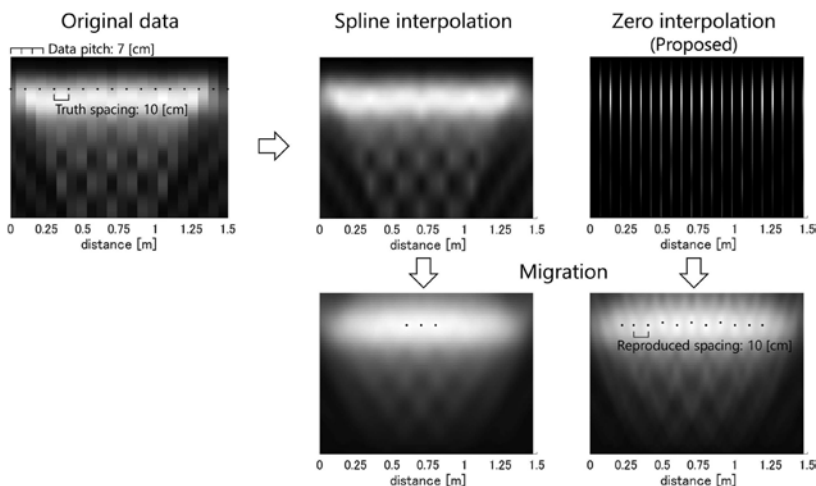 Original data
Spline interpolation
Zero interpolation
(Proposed)
Data pitch: 7 [cm]
Truth spacing: 10 [cm]
0 0.25 0.5 0.75 1 1.25 1.5
distance [m]
0 0.25 0.5 0.75 1 1.25 1.5
distance [m]
0 0.25 0.5 0.75 1 1.25 1.5
distance [m]
Migration
Reproduced spacing: 10 [cm]
0 0.25 0.5 0.75 1 1.25 1.5
distance [m]
0 0.25 0.5 0.75 1 1.25 1.5
distance [m]